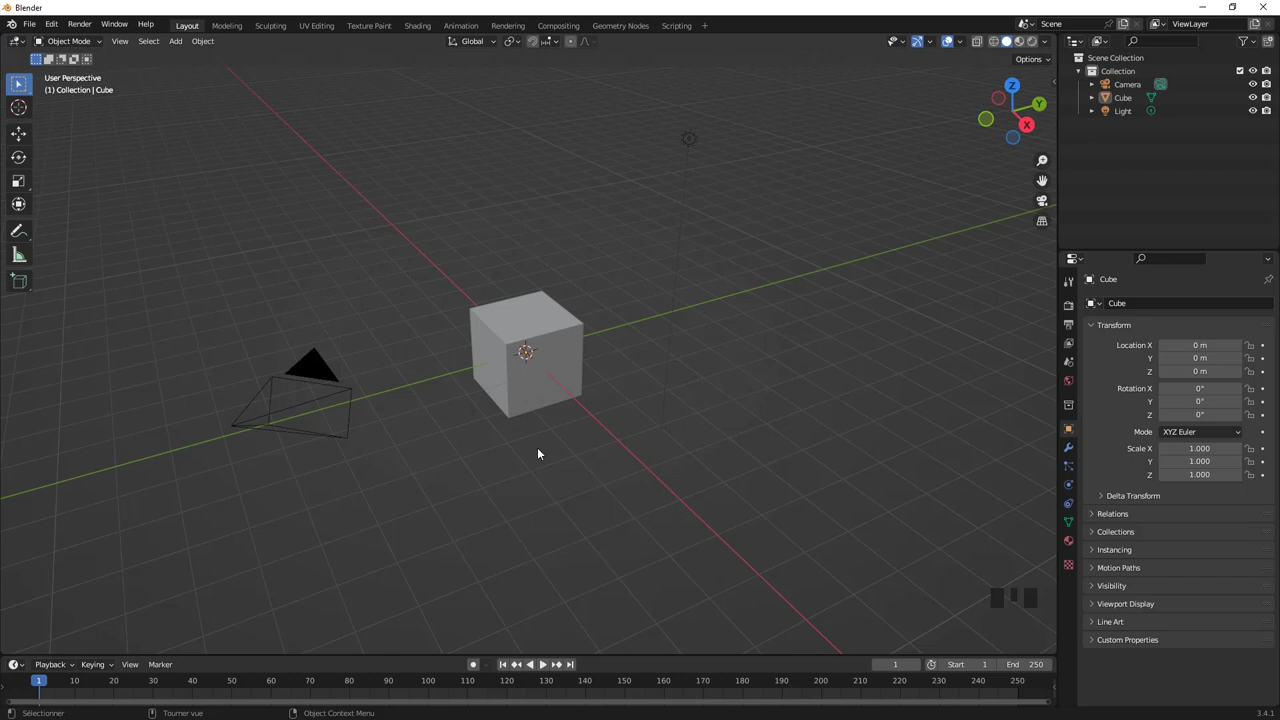 Blender
File Edit Render Window Help
Layout Modeling Sculpting UV Editing Texture Paint Shading Animation Rendering Compositing Geometry Nodes Scripting +
Scene
ViewLayer
Object Mode View Select Add Object
Global
Options
User Perspective
(1) Collection | Cube
Z
Y
X
Scene Collection
Collection
Camera
Cube
Light
Cube
Cube
Transform
Location X 0 m
Y 0 m
Z 0 m
Rotation X 0°
Y 0°
Z 0°
Mode XYZ Euler
Scale X 1.000
Y 1.000
Z 1.000
Delta Transform
Relations
Collections
Instancing
Motion Paths
Visibility
Viewport Display
Line Art
Custom Properties
Playback Keying View Marker
1
Start 1
End 250
1 10 20 30 40 50 60 70 80 90 100 110 120 130 140 150 160 170 180 190 200 210 220 230 240 250
Sélectionner
Tourner vue
Object Context Menu
3.4.1